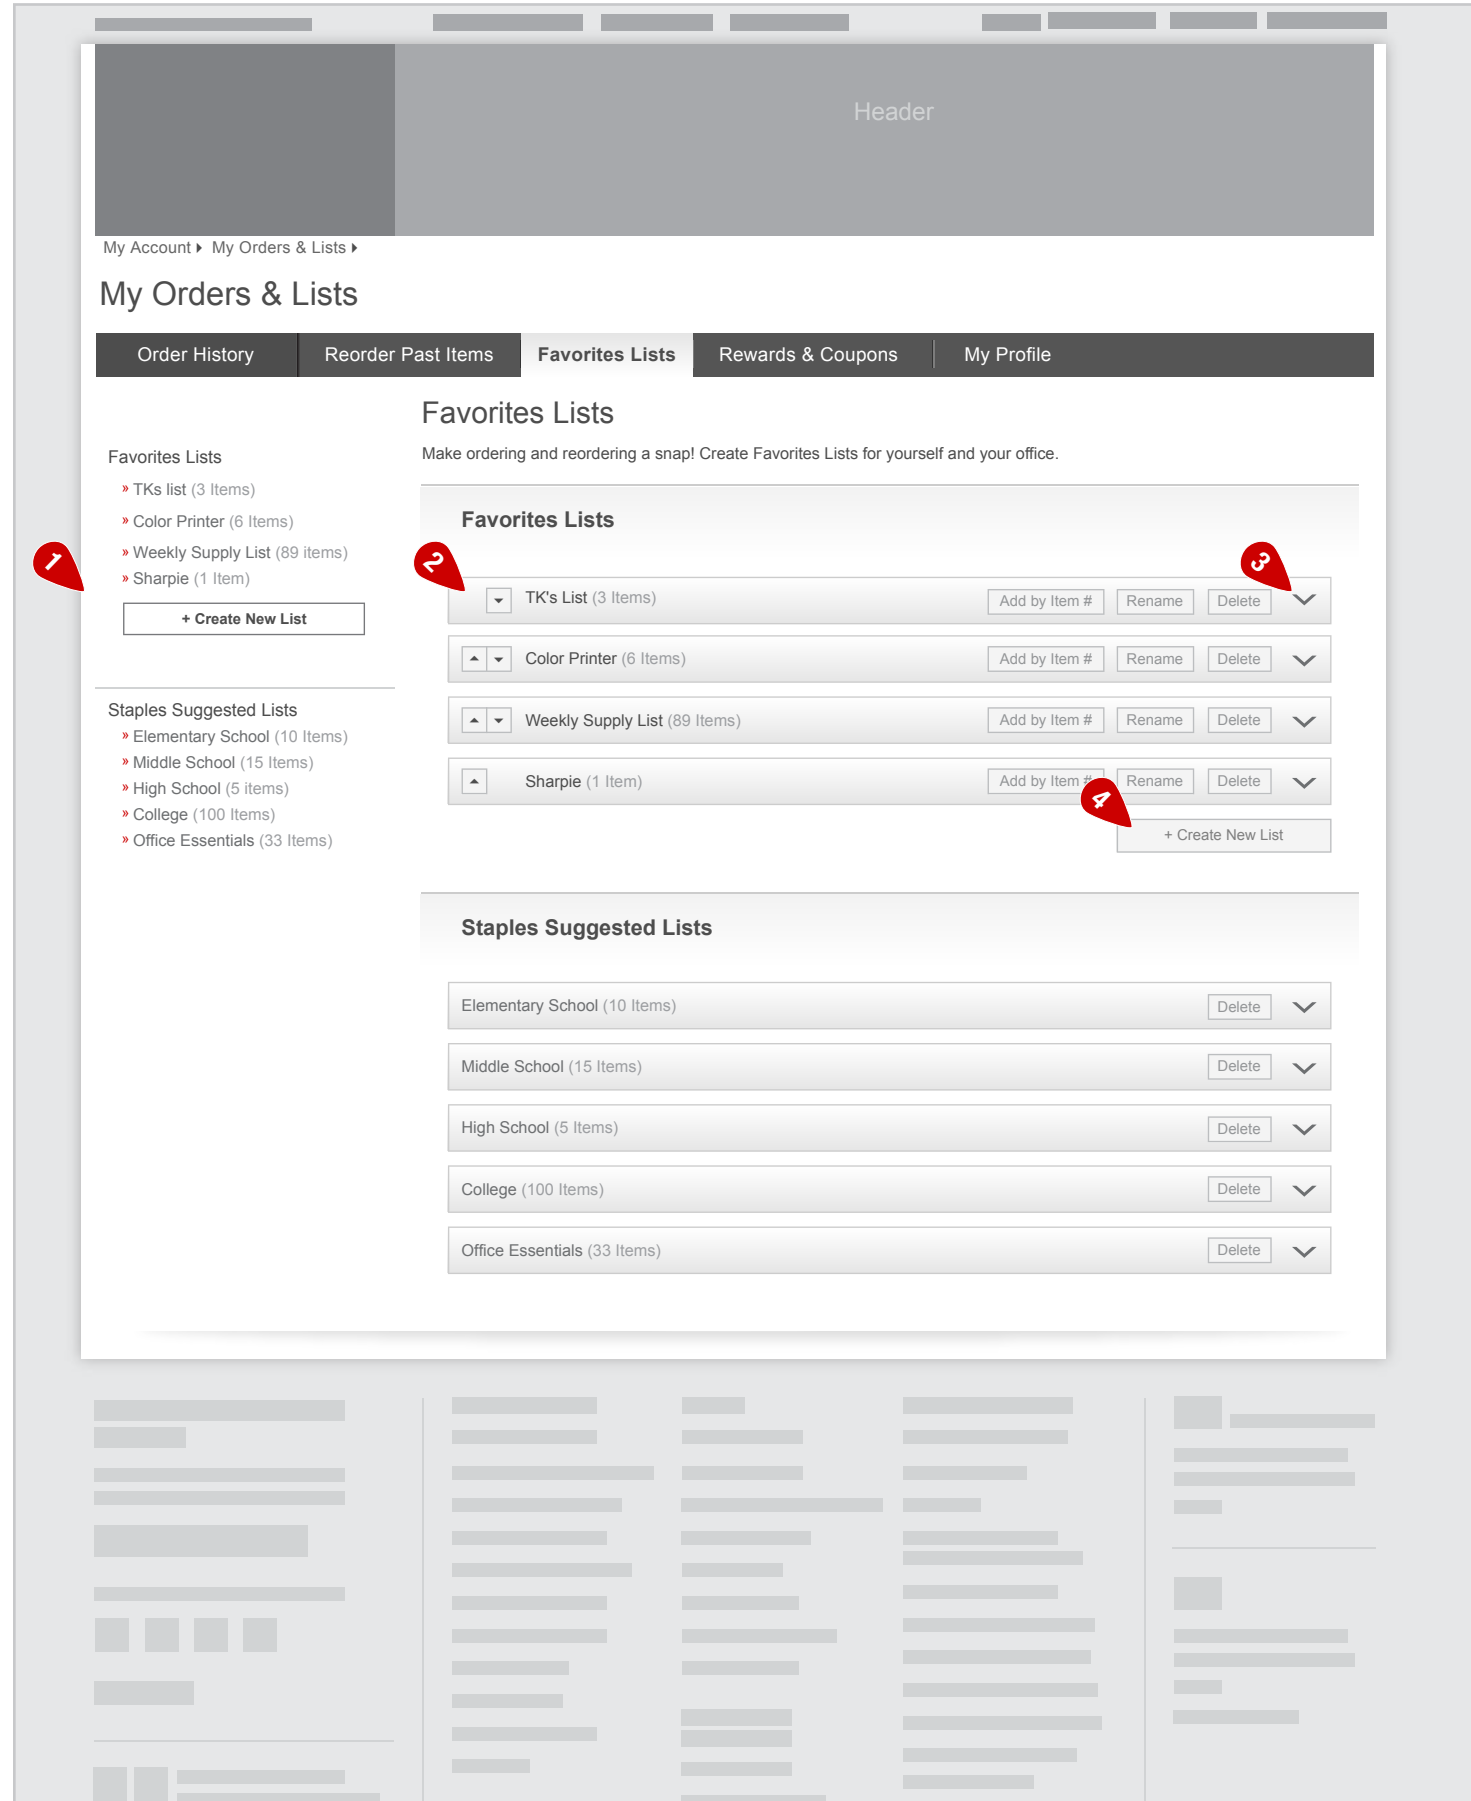 Header
My Account My Orders & Lists
My Orders & Lists
Order History Reorder Past Items Favorites Lists Rewards & Coupons My Profile
Favorites Lists
» TKs list (3 Items)
» Color Printer (6 Items)
» Weekly Supply List (89 items)
» Sharpie (1 Item)
+ Create New List
1
Staples Suggested Lists
» Elementary School (10 Items)
» Middle School (15 Items)
» High School (5 items)
» College (100 Items)
» Office Essentials (33 Items)
Favorites Lists
Make ordering and reordering a snap! Create Favorites Lists for yourself and your office.
Favorites Lists
2 3
TK's List (3 Items) Add by Item # Rename Delete
Color Printer (6 Items) Add by Item # Rename Delete
Weekly Supply List (89 Items) Add by Item # Rename Delete
Sharpie (1 Item) Add by Item # Rename Delete
4
+ Create New List
Staples Suggested Lists
Elementary School (10 Items) Delete
Middle School (15 Items) Delete
High School (5 Items) Delete
College (100 Items) Delete
Office Essentials (33 Items) Delete